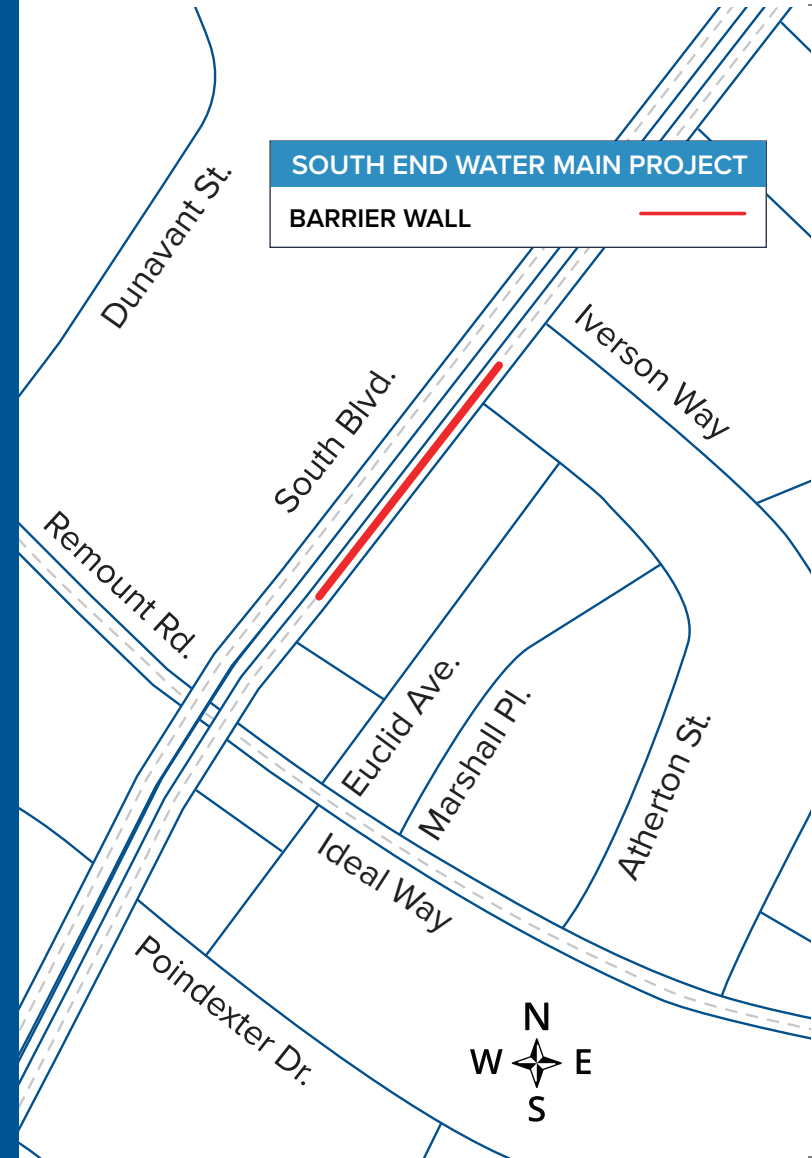 SOUTH END WATER MAIN PROJECT
BARRIER WALL
Dunavant St.
Iverson Way
South Blvd.
Remount Rd.
Euclid Ave.
Marshall Pl.
Atherton St.
Ideal Way
Poindexter Dr.
N
W E
S